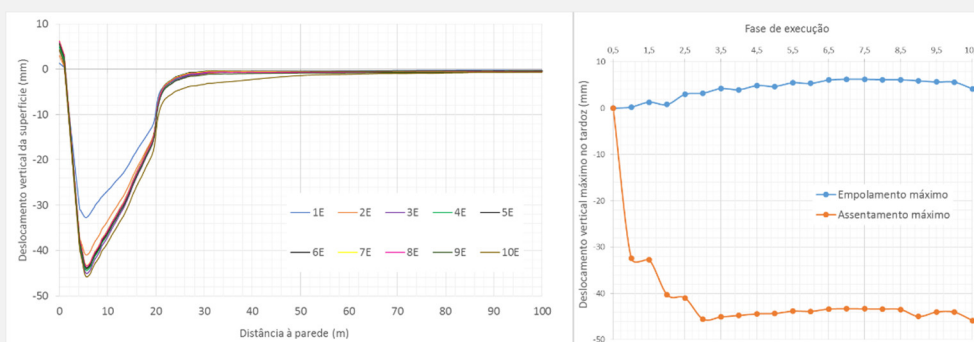 10
0
-10
-20
-30
-40
-50
Deslocamento vertical da superfície (mm)
1E 2E 3E 4E 5E
6E 7E 8E 9E 10E
0 10 20 30 40 50 60 70 80 90 100
Distância à parede (m)
Fase de execução
0,5 1,5 2,5 3,5 4,5 5,5 6,5 7,5 8,5 9,5 10
10
0
-10
-20
-30
-40
-50
Deslocamento vertical máximo no tardoz (mm)
Empolamento máximo
Assentamento máximo